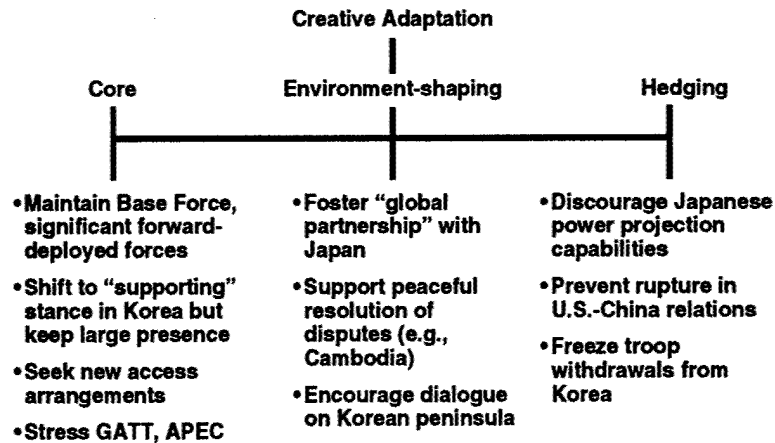 Creative Adaptation
Core
Environment-shaping
Hedging
•Maintain Base Force,
significant forward-
deployed forces
•Shift to “supporting”
stance in Korea but
keep large presence
•Seek new access
arrangements
•Stress GATT, APEC
•Foster “global
partnership” with
Japan
•Support peaceful
resolution of
disputes (e.g.,
Cambodia)
•Encourage dialogue
on Korean peninsula
•Discourage Japanese
power projection
capabilities
•Prevent rupture in
U.S.-China relations
•Freeze troop
withdrawals from
Korea